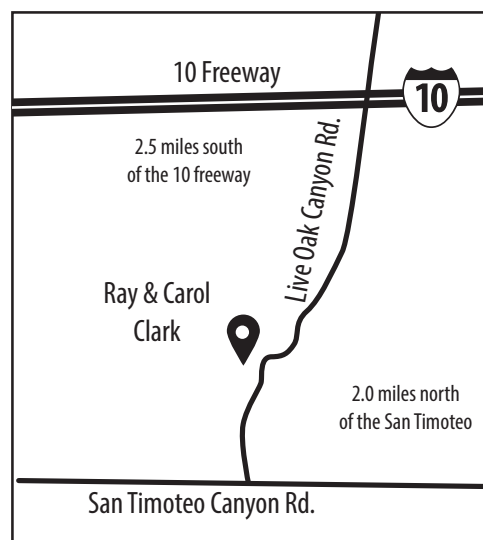 10 Freeway
10
2.5 miles south
of the 10 freeway
Live Oak Canyon Rd.
Ray & Carol
Clark
2.0 miles north
of the San Timoteo
San Timoteo Canyon Rd.